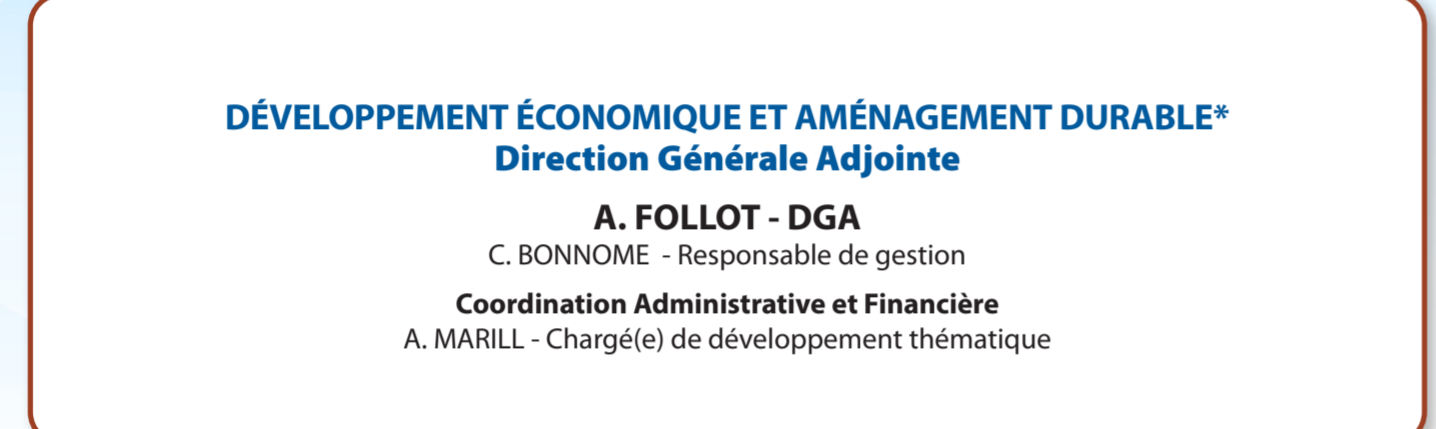 DÉVELOPPEMENT ÉCONOMIQUE ET AMÉNAGEMENT DURABLE*
Direction Générale Adjointe
A. FOLLOT - DGA
C. BONNOME - Responsable de gestion
Coordination Administrative et Financière
A. MARILL - Chargé(e) de développement thématique